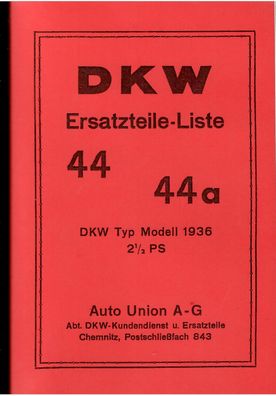 DKW
Ersatzteile-Liste
44
44a
DKW Typ Modell 1936
2½ PS
Auto Union A-G
Abt. DKW-Kundendienst u. Ersatzteile
Chemnitz, Postschließfach 843